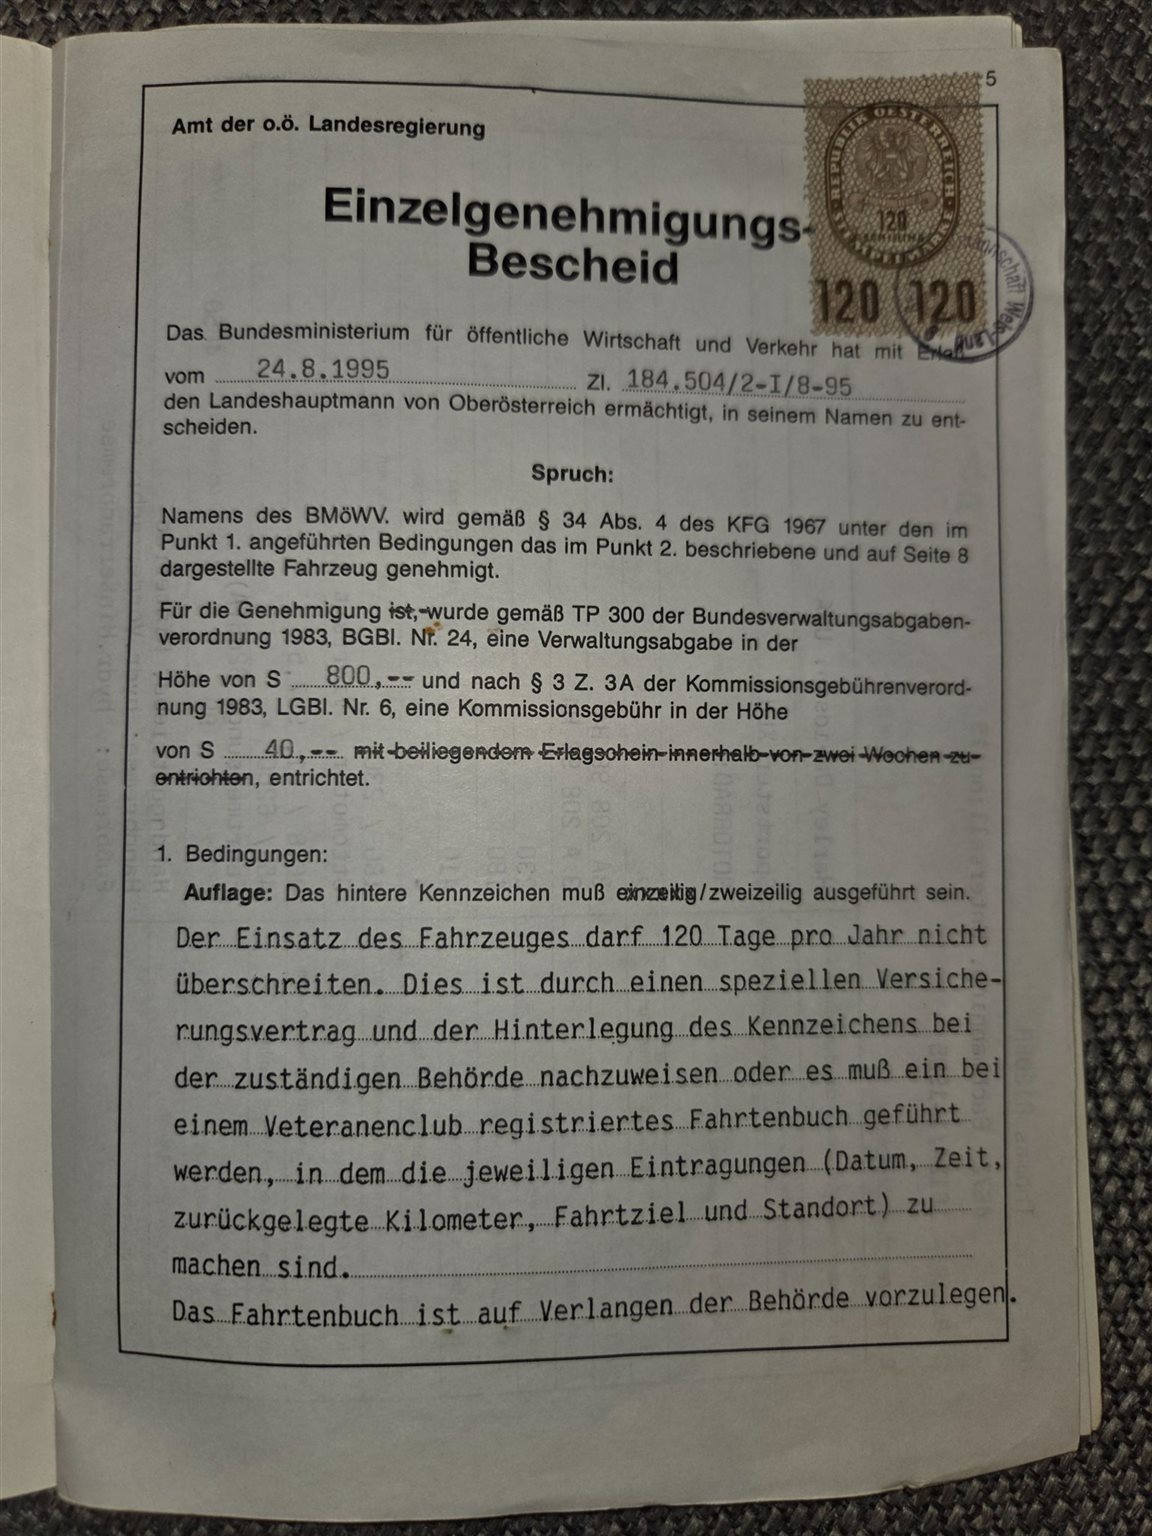 5
Amt der o.ö. Landesregierung
REPUBLIK OESTERREICH
120
STEMPELMARKE
120 120
Einzelgenehmigungs-
Bescheid
Das Bundesministerium für öffentliche Wirtschaft und Verkehr hat mit Erlaß
vom 24.8.1995 Zl. 184.504/2-I/8-95
den Landeshauptmann von Oberösterreich ermächtigt, in seinem Namen zu ent-
scheiden.
Spruch:
Namens des BMöWV. wird gemäß § 34 Abs. 4 des KFG 1967 unter den im
Punkt 1. angeführten Bedingungen das im Punkt 2. beschriebene und auf Seite 8
dargestellte Fahrzeug genehmigt.
Für die Genehmigung ist, wurde gemäß TP 300 der Bundesverwaltungsabgaben-
verordnung 1983, BGBl. Nr. 24, eine Verwaltungsabgabe in der
Höhe von S 800,-- und nach § 3 Z. 3A der Kommissionsgebührenverord-
nung 1983, LGBl. Nr. 6, eine Kommissionsgebühr in der Höhe
von S 40,-- mit beiliegendem Erlagschein innerhalb von zwei Wochen zu
entrichten, entrichtet.
1. Bedingungen:
Auflage: Das hintere Kennzeichen muß einzeilig/zweizeilig ausgeführt sein.
Der Einsatz des Fahrzeuges darf 120 Tage pro Jahr nicht
überschreiten. Dies ist durch einen speziellen Versiche-
rungsvertrag und der Hinterlegung des Kennzeichens bei
der zuständigen Behörde nachzuweisen oder es muß ein bei
einem Veteranenclub registriertes Fahrtenbuch geführt
werden, in dem die jeweiligen Eintragungen (Datum, Zeit,
zurückgelegte Kilometer, Fahrtziel und Standort) zu
machen sind.
Das Fahrtenbuch ist auf Verlangen der Behörde vorzulegen.